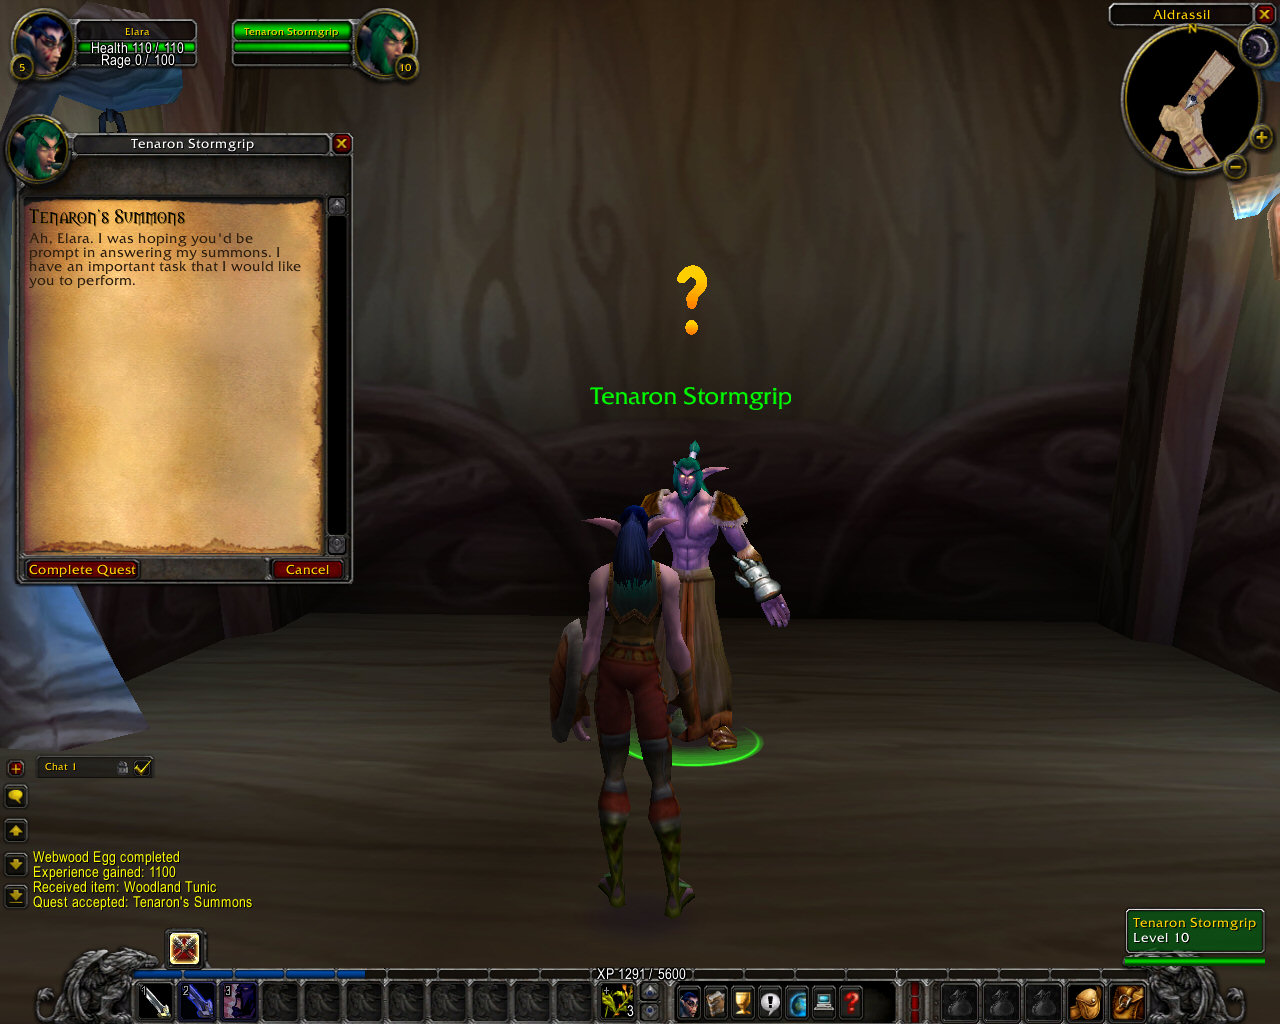 Elara
Health 110 / 110
Rage 0 / 100
5
Tenaron Stormgrip
10
Aldrassil
N
Tenaron Stormgrip
Tenaron's Summons
Ah, Elara. I was hoping you'd be
prompt in answering my summons. I
have an important task that I would like
you to perform.
Complete Quest
Cancel
?
Tenaron Stormgrip
Chat 1
Webwood Egg completed
Experience gained: 1100
Received item: Woodland Tunic
Quest accepted: Tenaron's Summons
Tenaron Stormgrip
Level 10
XP 1291 / 5600
1
2
3
3